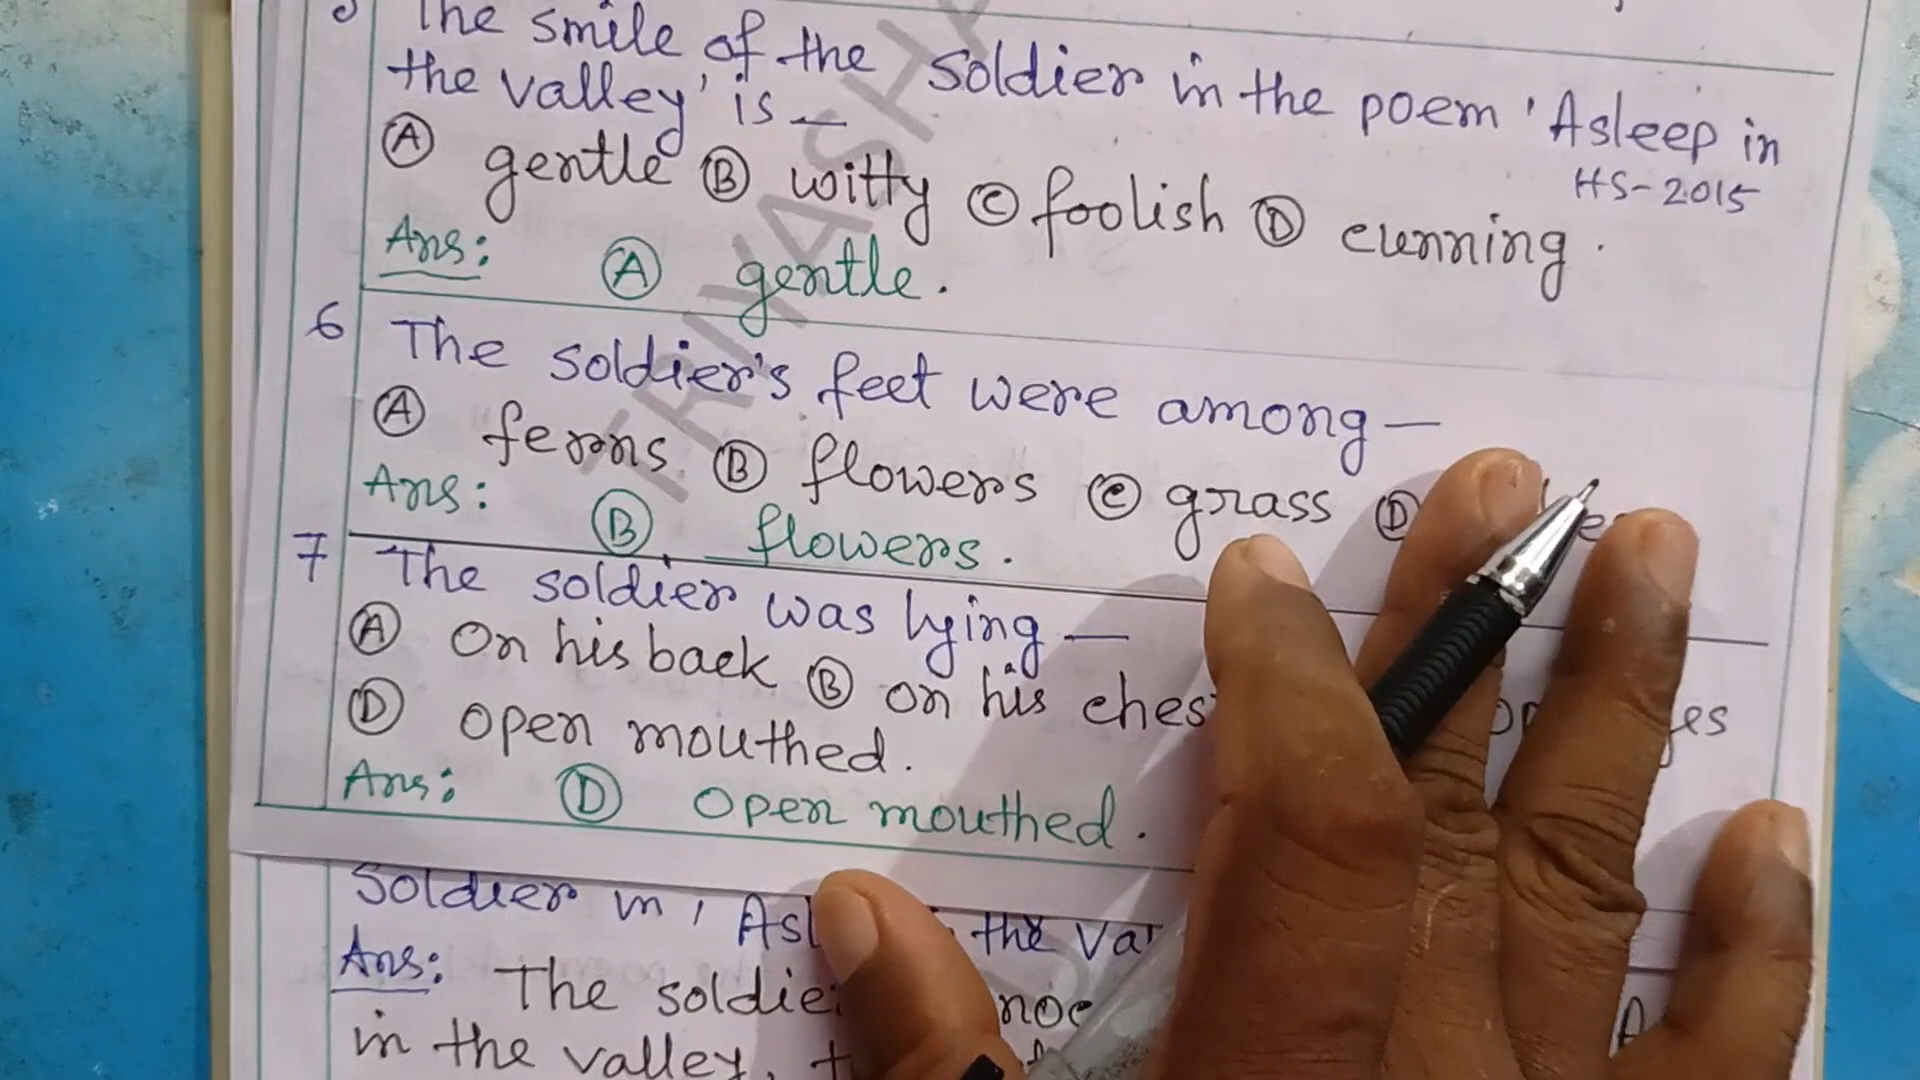 The smile of the soldier in the poem 'Asleep in
the valley' is —
HS-2015
Ⓐ gentle Ⓑ witty Ⓒ foolish Ⓓ cunning.
Ans: Ⓐ gentle.
6 The soldier's feet were among —
Ⓐ ferns Ⓑ flowers Ⓒ grass Ⓓ
Ans: Ⓑ. flowers.
7 The soldier was lying —
Ⓐ On his back Ⓑ on his
Ⓓ open mouthed.
Ans: Ⓓ open mouthed.
Soldier in, the
Ans: The
in the valley,